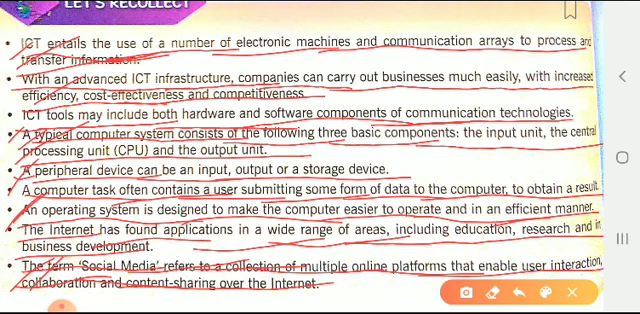 LET'S RECOLLECT
• ICT entails the use of a number of electronic machines and communication arrays to process and
transfer information.
• With an advanced ICT infrastructure, companies can carry out businesses much easily, with increased
efficiency, cost-effectiveness and competitiveness.
• ICT tools may include both hardware and software components of communication technologies.
• A typical computer system consists of the following three basic components: the input unit, the central
processing unit (CPU) and the output unit.
• A peripheral device can be an input, output or a storage device.
• A computer task often contains a user submitting some form of data to the computer, to obtain a result
• An operating system is designed to make the computer easier to operate and in an efficient manner.
• The Internet has found applications in a wide range of areas, including education, research and in
business development.
• The term 'Social Media' refers to a collection of multiple online platforms that enable user interaction,
collaboration and content-sharing over the Internet.